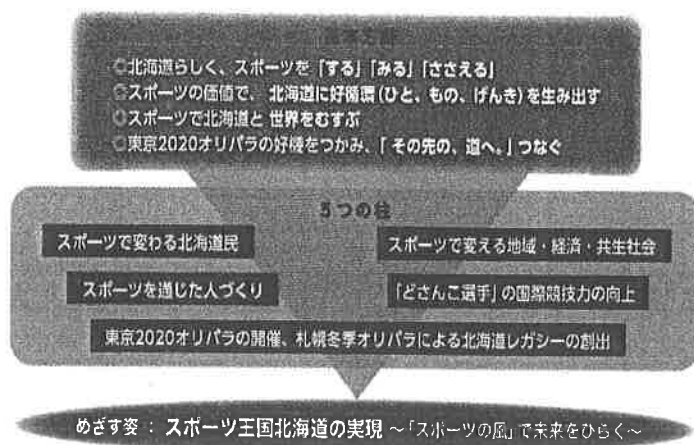 ◎北海道らしく、スポーツを「する」「みる」「ささえる」
◎スポーツの価値で、北海道に好循環(ひと、もの、げんき)を生み出す
◎スポーツで北海道と世界をむすぶ
◎東京2020オリパラの好機をつかみ、「その先の、道へ。」つなぐ
5つの柱
スポーツで変わる北海道民
スポーツで変える地域・経済・共生社会
スポーツを通じた人づくり
「どさんこ選手」の国際競技力の向上
東京2020オリパラの開催、札幌冬季オリパラによる北海道レガシーの創出
めざす姿 : スポーツ王国北海道の実現 ～「スポーツの風」で未来をひらく～